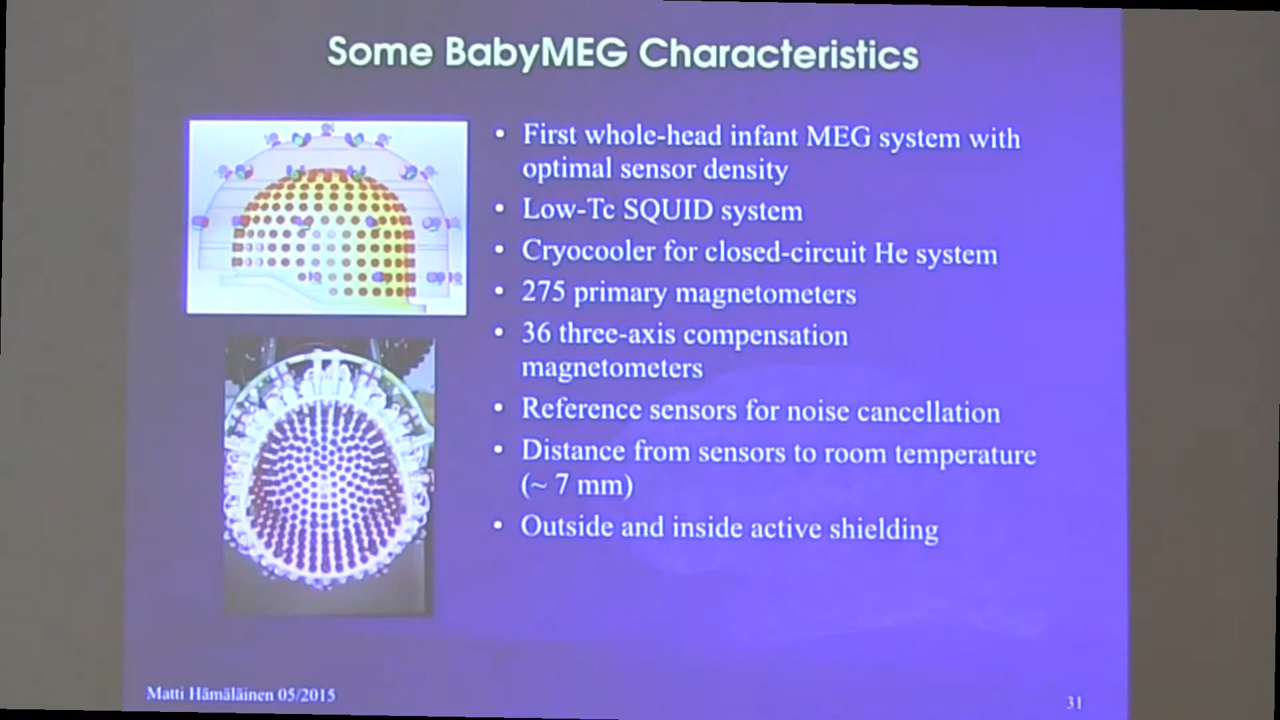 Some BabyMEG Characteristics
• First whole-head infant MEG system with
optimal sensor density
• Low-Tc SQUID system
• Cryocooler for closed-circuit He system
• 275 primary magnetometers
• 36 three-axis compensation
magnetometers
• Reference sensors for noise cancellation
• Distance from sensors to room temperature
(~ 7 mm)
• Outside and inside active shielding
Matti Hämäläinen 05/2015
31